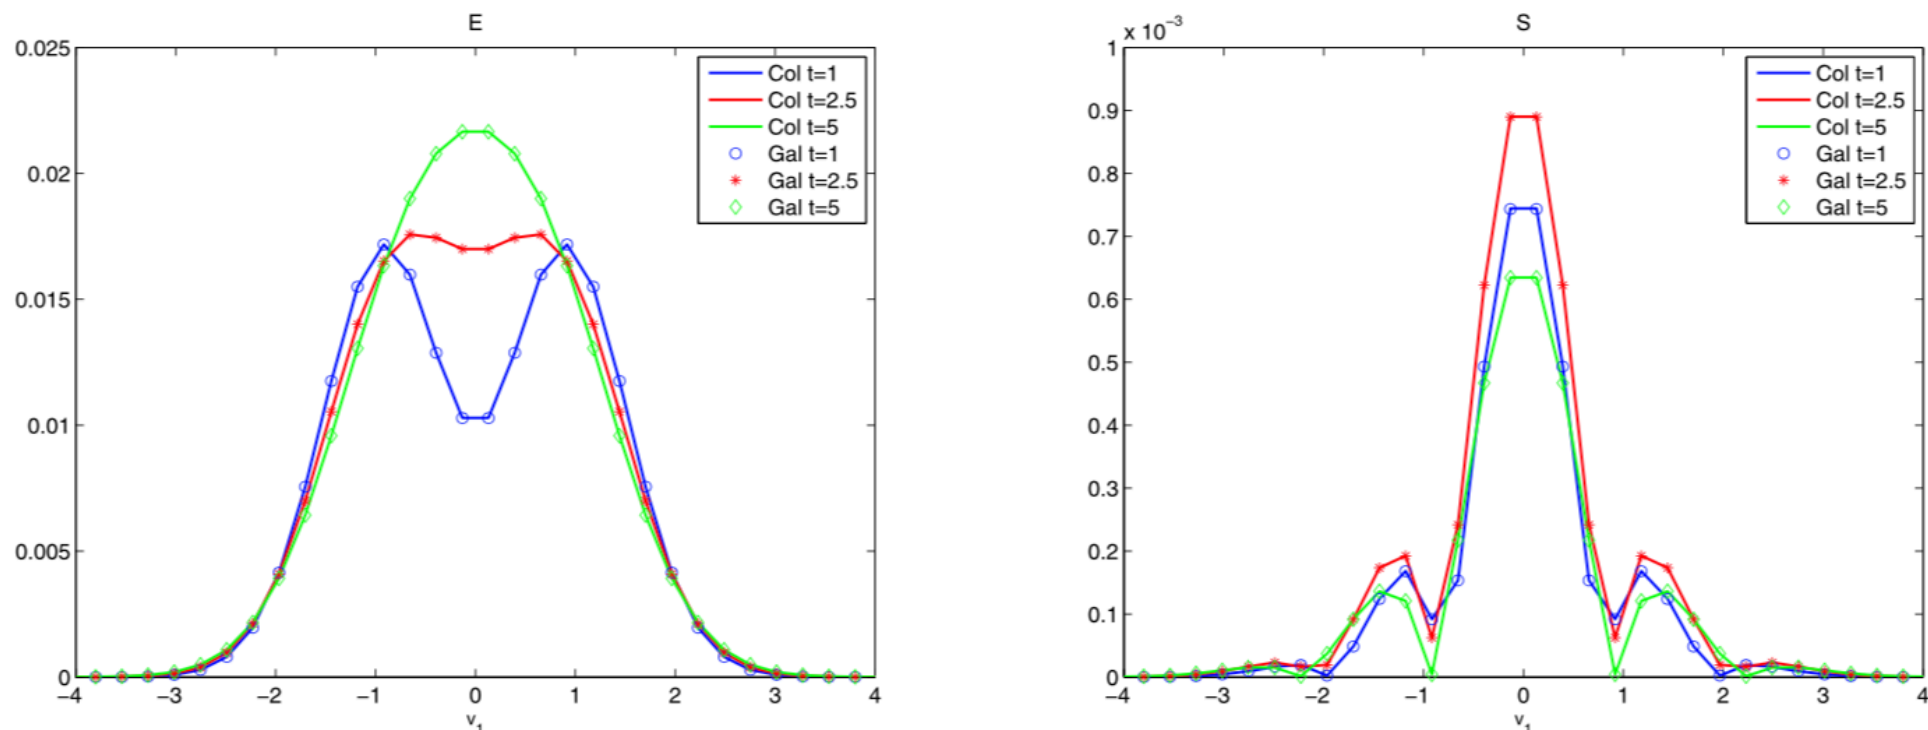 E
0.025
0.02
0.015
0.01
0.005
0
−4
−3
−2
−1
0
1
2
3
4
v₁
Col t=1
Col t=2.5
Col t=5
Gal t=1
Gal t=2.5
Gal t=5
S
x 10⁻³
1
0.9
0.8
0.7
0.6
0.5
0.4
0.3
0.2
0.1
0
−4
−3
−2
−1
0
1
2
3
4
v₁
Col t=1
Col t=2.5
Col t=5
Gal t=1
Gal t=2.5
Gal t=5